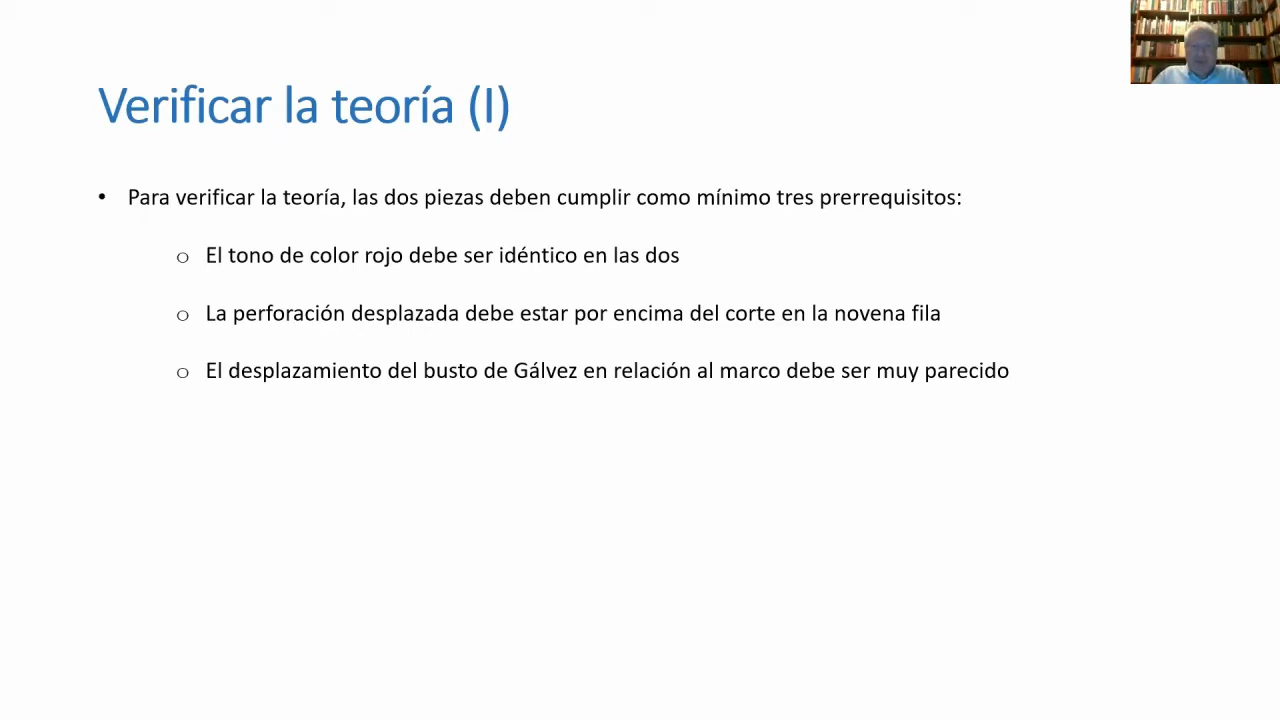 Verificar la teoría (I)
• Para verificar la teoría, las dos piezas deben cumplir como mínimo tres prerrequisitos:
o El tono de color rojo debe ser idéntico en las dos
o La perforación desplazada debe estar por encima del corte en la novena fila
o El desplazamiento del busto de Gálvez en relación al marco debe ser muy parecido